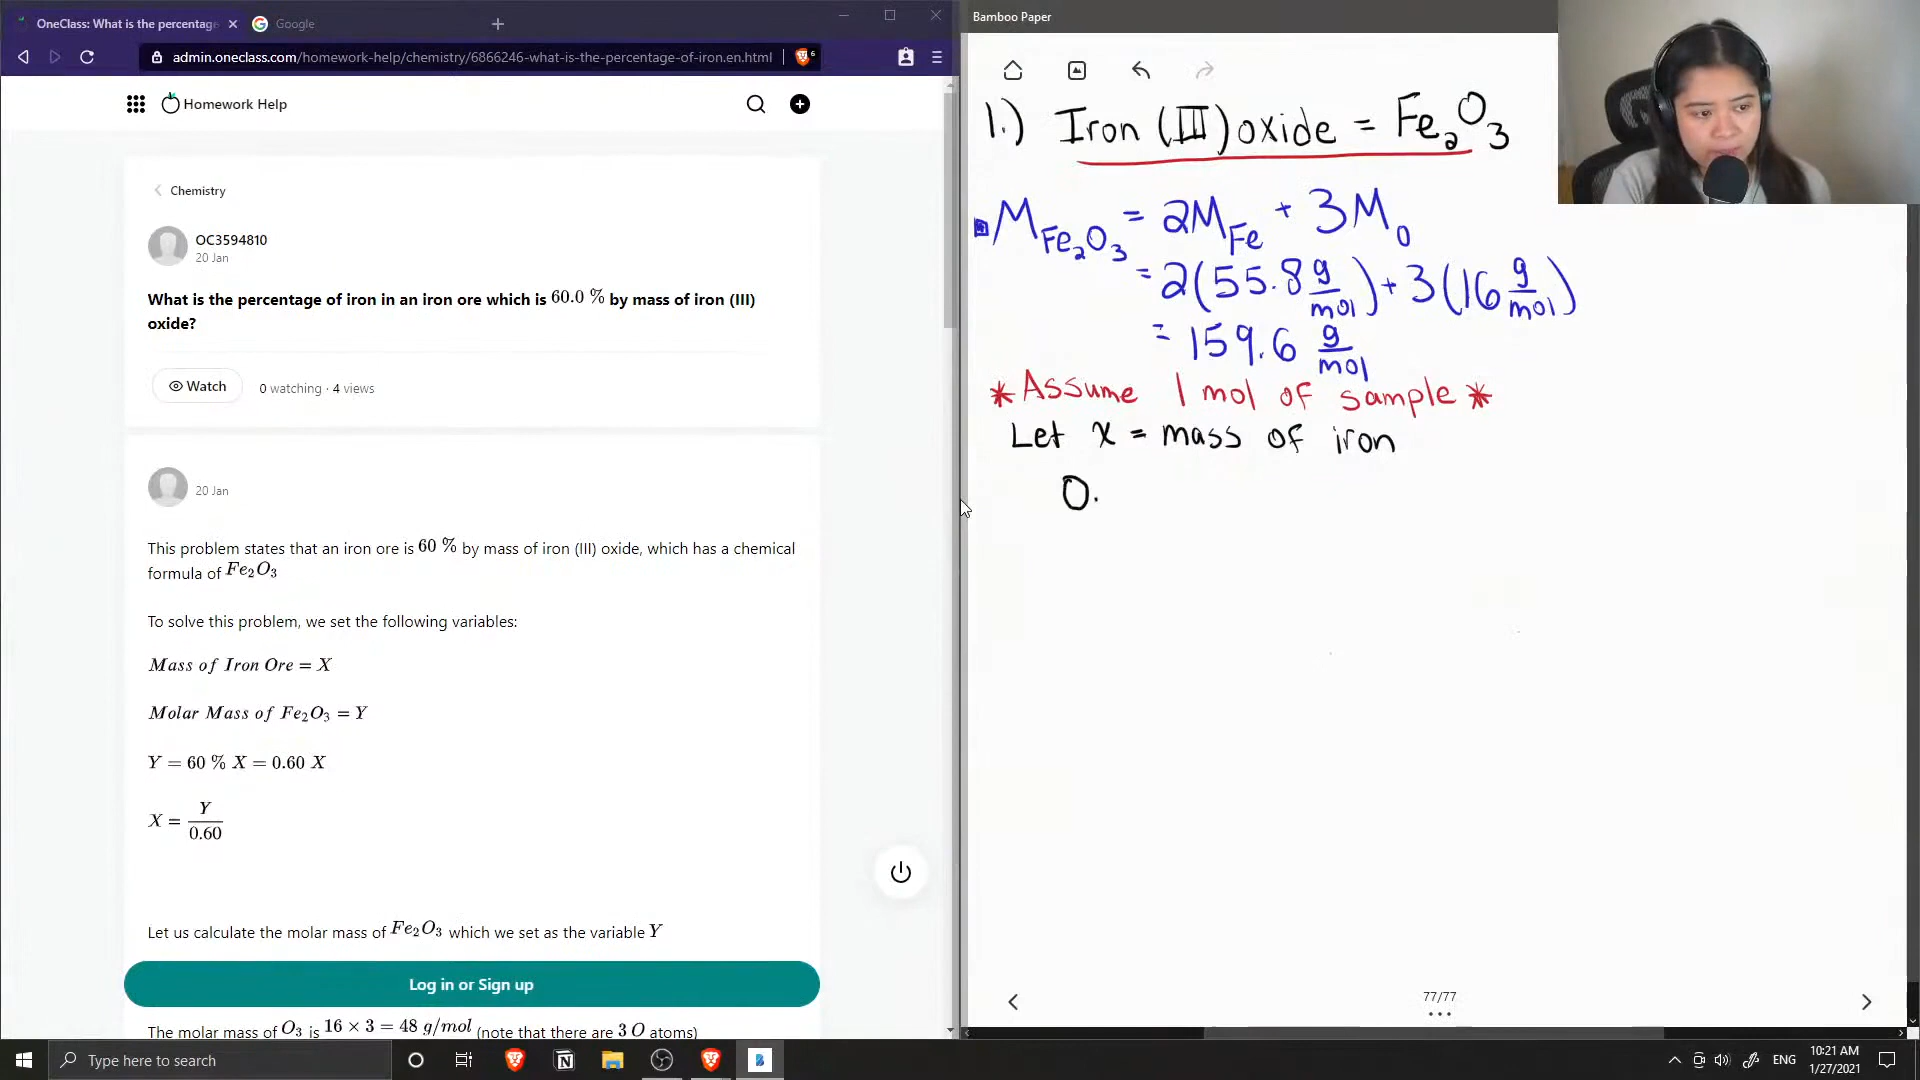 OneClass: What is the percentage
Google
admin.oneclass.com/homework-help/chemistry/6866246-what-is-the-percentage-of-iron.en.html
6
Homework Help
Chemistry
OC3594810
20 Jan
What is the percentage of iron in an iron ore which is 60.0 % by mass of iron (III)
oxide?
Watch
0 watching · 4 views
20 Jan
This problem states that an iron ore is 60 % by mass of iron (III) oxide, which has a chemical
formula of Fe₂O₃
To solve this problem, we set the following variables:
Mass of Iron Ore = X
Molar Mass of Fe₂O₃ = Y
Y = 60 % X = 0.60 X
X = Y/0.60
Let us calculate the molar mass of Fe₂O₃ which we set as the variable Y
Log in or Sign up
The molar mass of O₃ is 16 × 3 = 48 g/mol (note that there are 3 O atoms)
Bamboo Paper
1.) Iron (III) oxide = Fe₂O₃
M Fe₂O₃ = 2M Fe + 3M O
= 2(55.8 g/mol) + 3(16 g/mol)
= 159.6 g/mol
*Assume 1 mol of sample*
Let x = mass of iron
0.
77/77
Type here to search
ENG
10:21 AM
1/27/2021